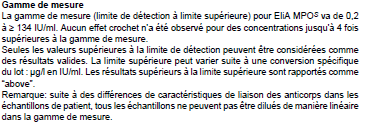 Gamme de mesure
La gamme de mesure (limite de détection à limite supérieure) pour EliA MPOS va de 0,2
à ≥ 134 IU/ml. Aucun effet crochet n'a été observé pour des concentrations jusqu'à 4 fois
supérieures à la gamme de mesure.
Seules les valeurs supérieures à la limite de détection peuvent être considérées comme
des résultats valides. La limite supérieure peut varier suite à une conversion spécifique
du lot : µg/l en IU/ml. Les résultats supérieurs à la limite supérieure sont rapportés comme
"above".
Remarque: suite à des différences de caractéristiques de liaison des anticorps dans les
échantillons de patient, tous les échantillons ne peuvent pas être dilués de manière linéaire
dans la gamme de mesure.